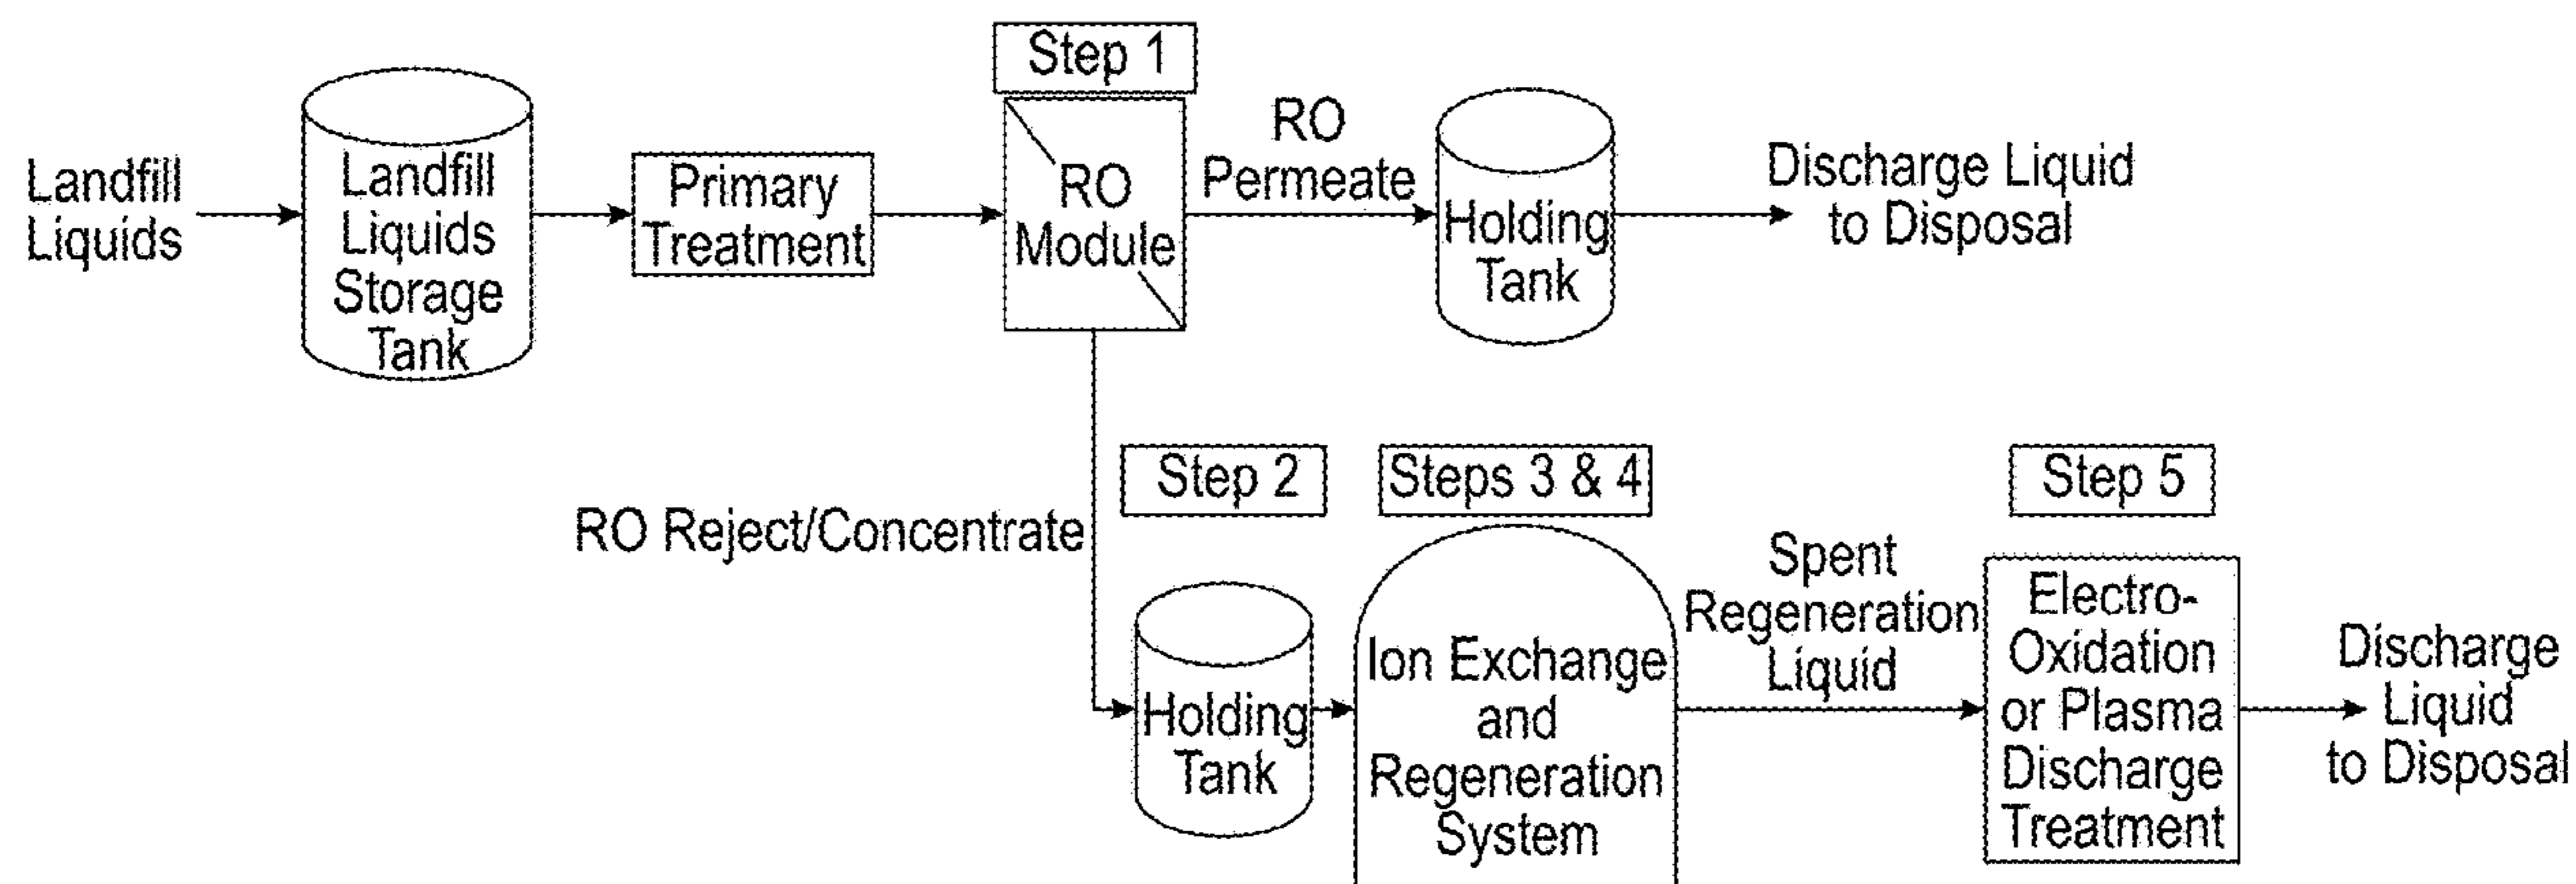 Step 1
Landfill
Liquids
Landfill
Liquids
Storage
Tank
Primary
Treatment
RO
Module
RO
Permeate
Holding
Tank
Discharge Liquid
to Disposal
RO Reject/Concentrate
Step 2
Steps 3 & 4
Step 5
Holding
Tank
Ion Exchange
and
Regeneration
System
Spent
Regeneration
Liquid
Electro-
Oxidation
or Plasma
Discharge
Treatment
Discharge
Liquid
to Disposal